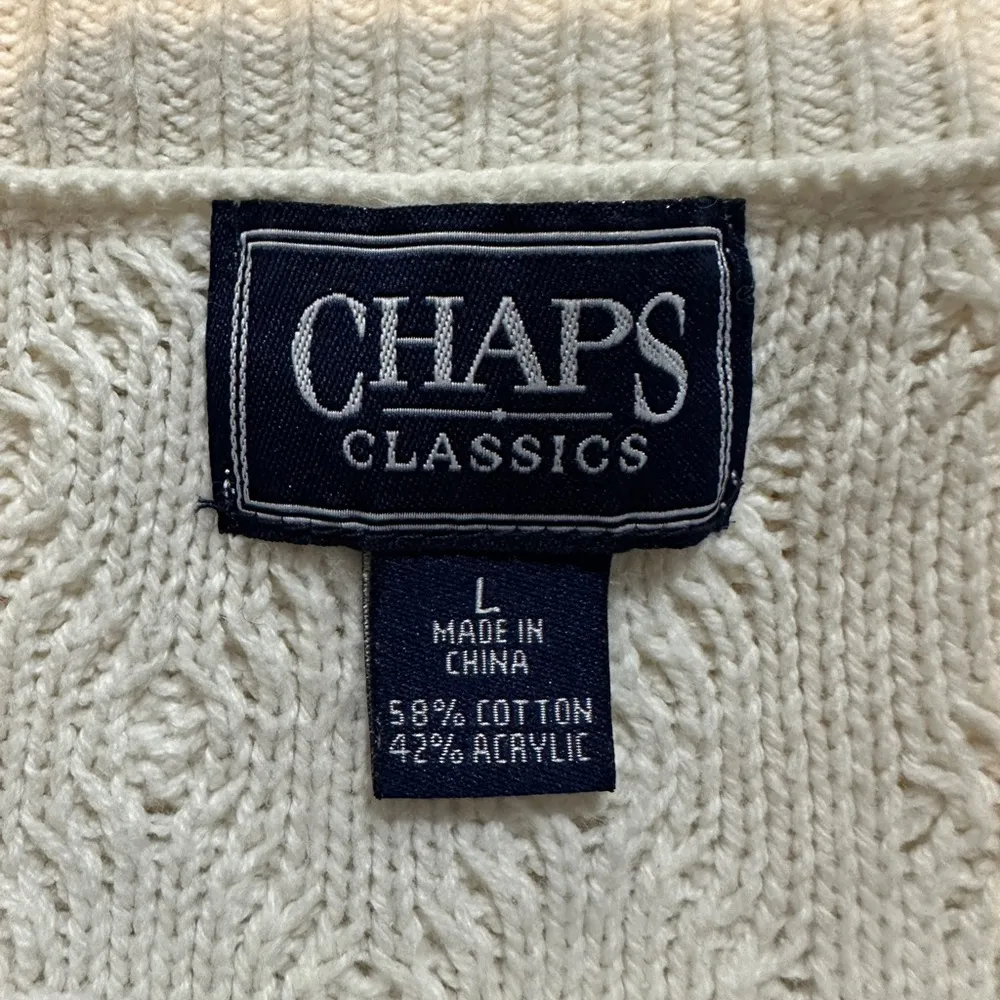 CHAPS
CLASSICS
L
MADE IN
CHINA
58% COTTON
42% ACRYLIC